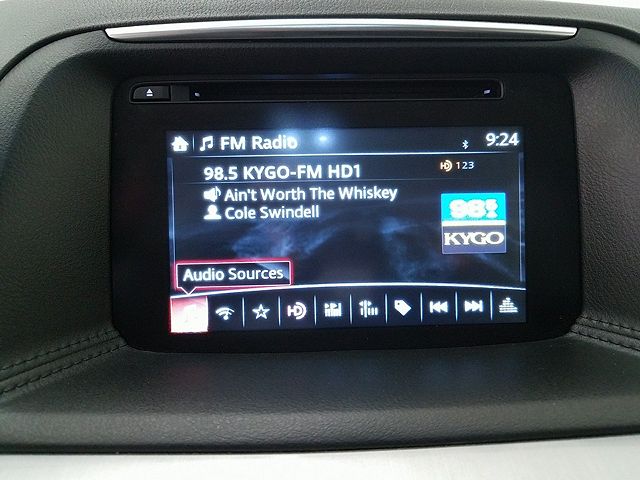 FM Radio
9:24
98.5 KYGO-FM HD1
123
Ain't Worth The Whiskey
Cole Swindell
98.5
KYGO
Audio Sources
HD